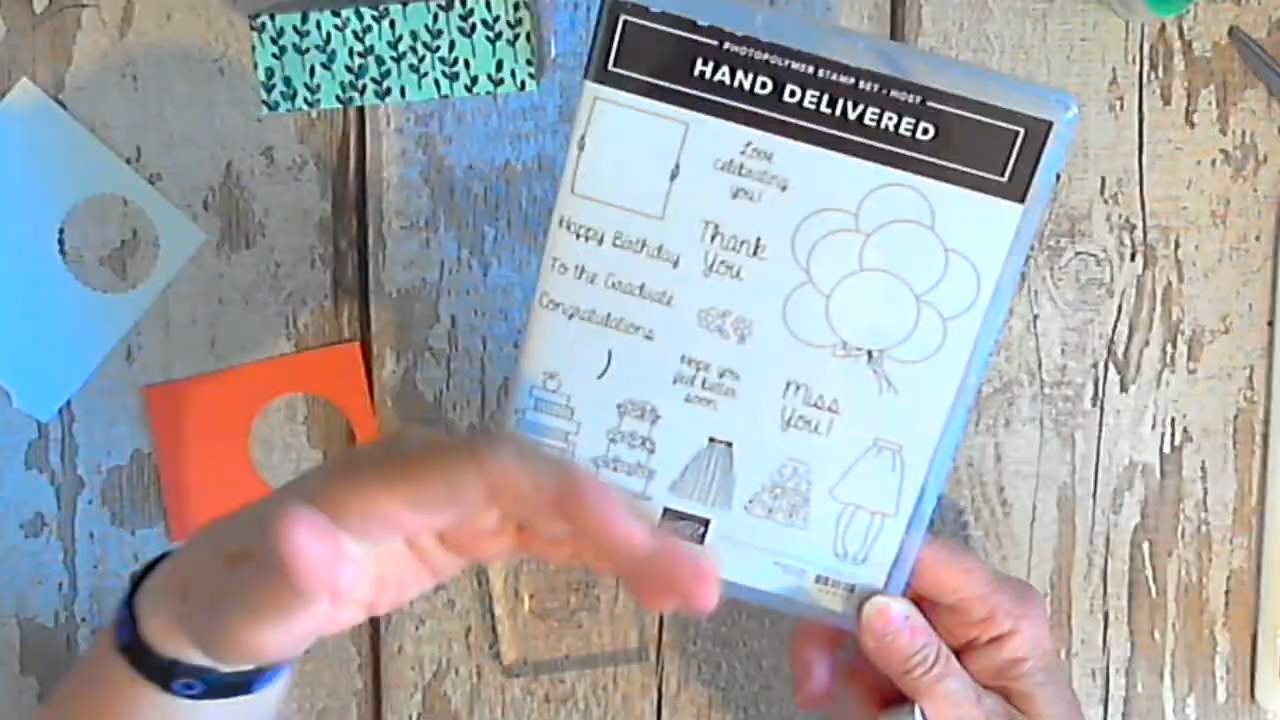 PHOTOPOLYMER STAMP SET • HOST
HAND DELIVERED
Love
celebrating
you!
Thank
You
Happy Birthday
To the Graduate
Congratulations
Hope you
feel better
soon
Miss
You!